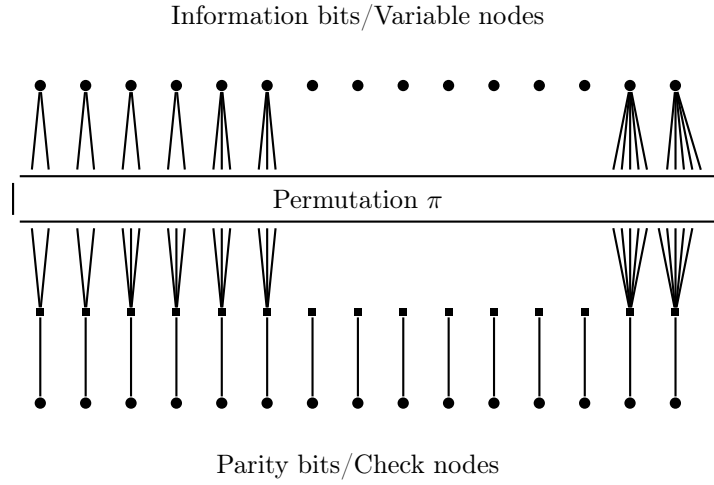 Information bits/Variable nodes
Permutation π
Parity bits/Check nodes